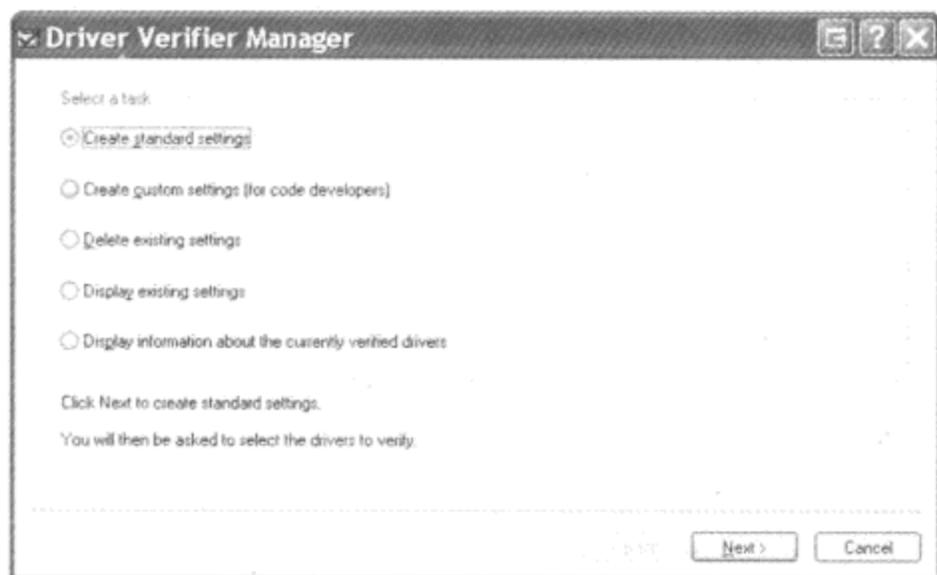 Driver Verifier Manager
Select a task
Create standard settings
Create custom settings (for code developers)
Delete existing settings
Display existing settings
Display information about the currently verified drivers
Click Next to create standard settings.
You will then be asked to select the drivers to verify.
Next >
Cancel